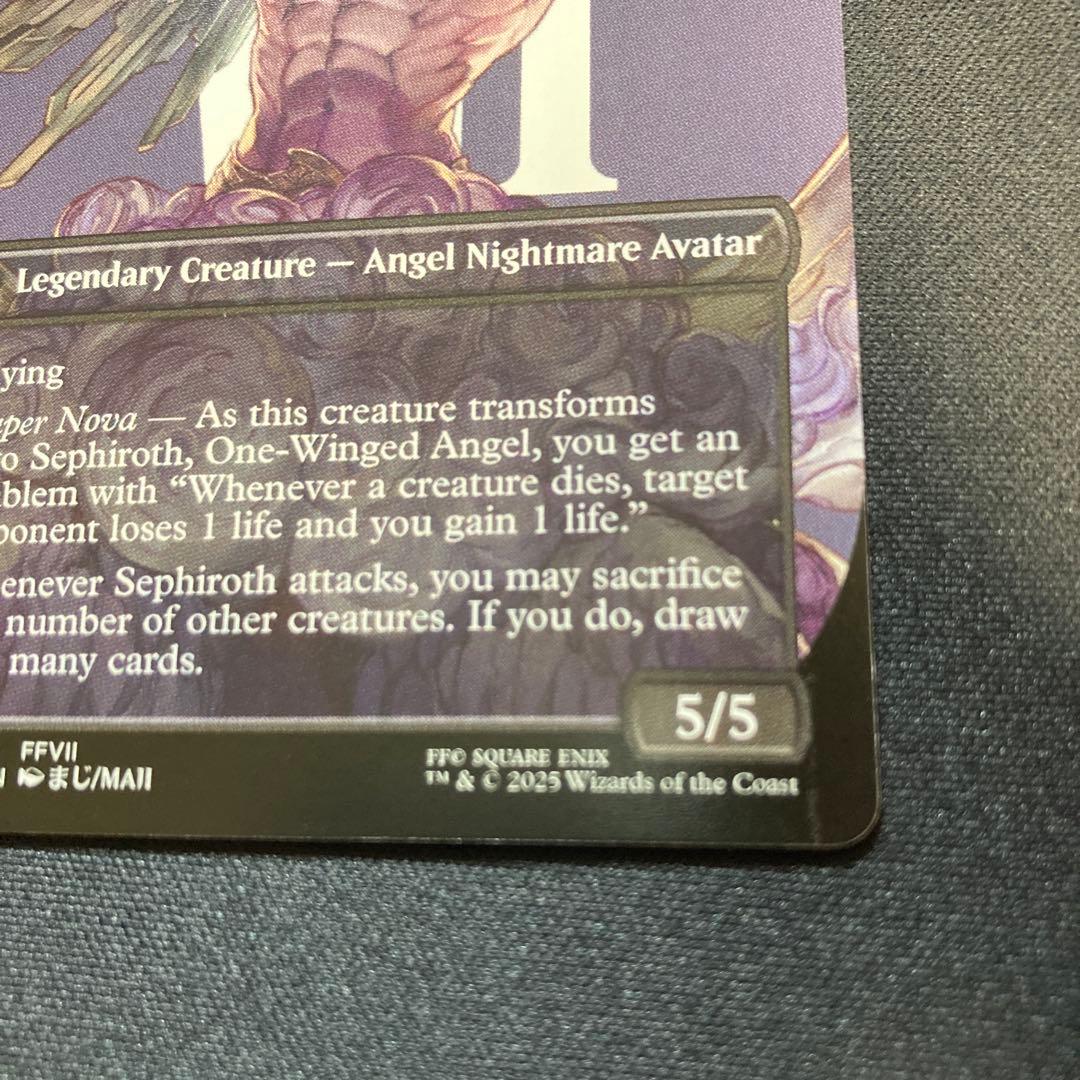 Legendary Creature — Angel Nightmare Avatar
ying
per Nova — As this creature transforms
o Sephiroth, One-Winged Angel, you get an
blem with “Whenever a creature dies, target
ponent loses 1 life and you gain 1 life.”
enever Sephiroth attacks, you may sacrifice
number of other creatures. If you do, draw
many cards.
5/5
FFVII
N まじ/MAJI
FF© SQUARE ENIX
™ & © 2025 Wizards of the Coast